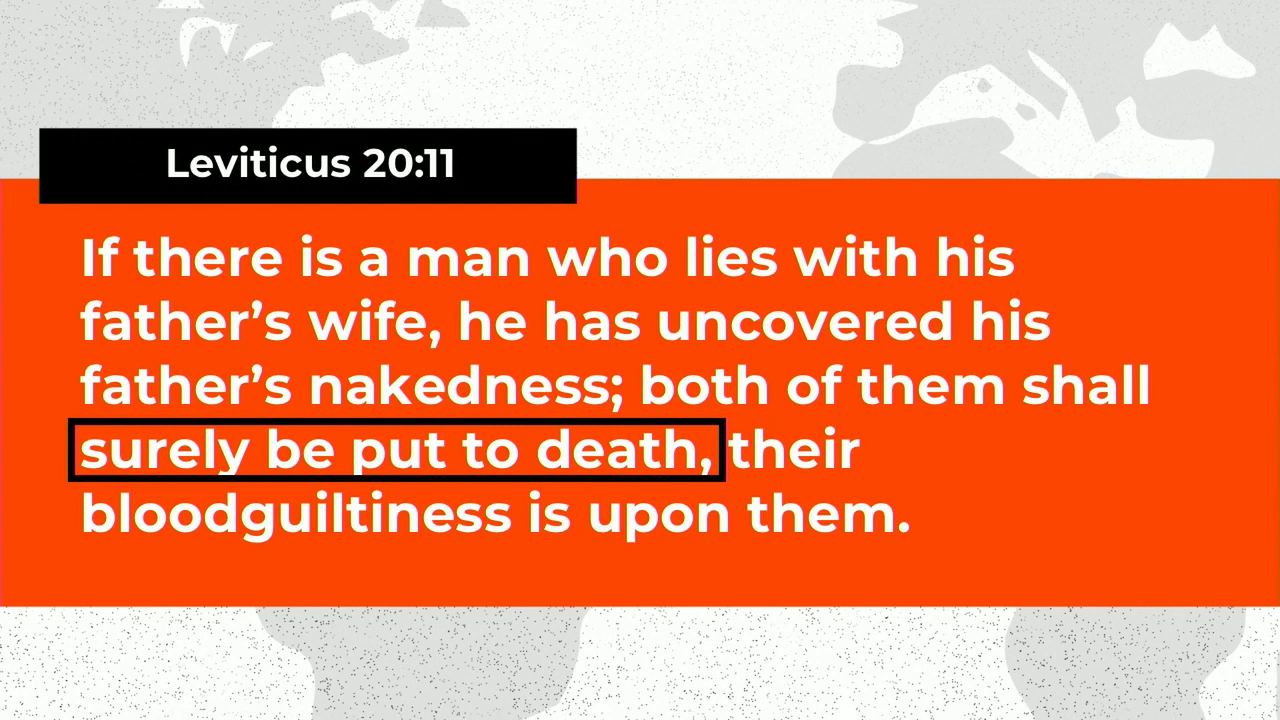 Leviticus 20:11
If there is a man who lies with his
father’s wife, he has uncovered his
father’s nakedness; both of them shall
surely be put to death, their
bloodguiltiness is upon them.